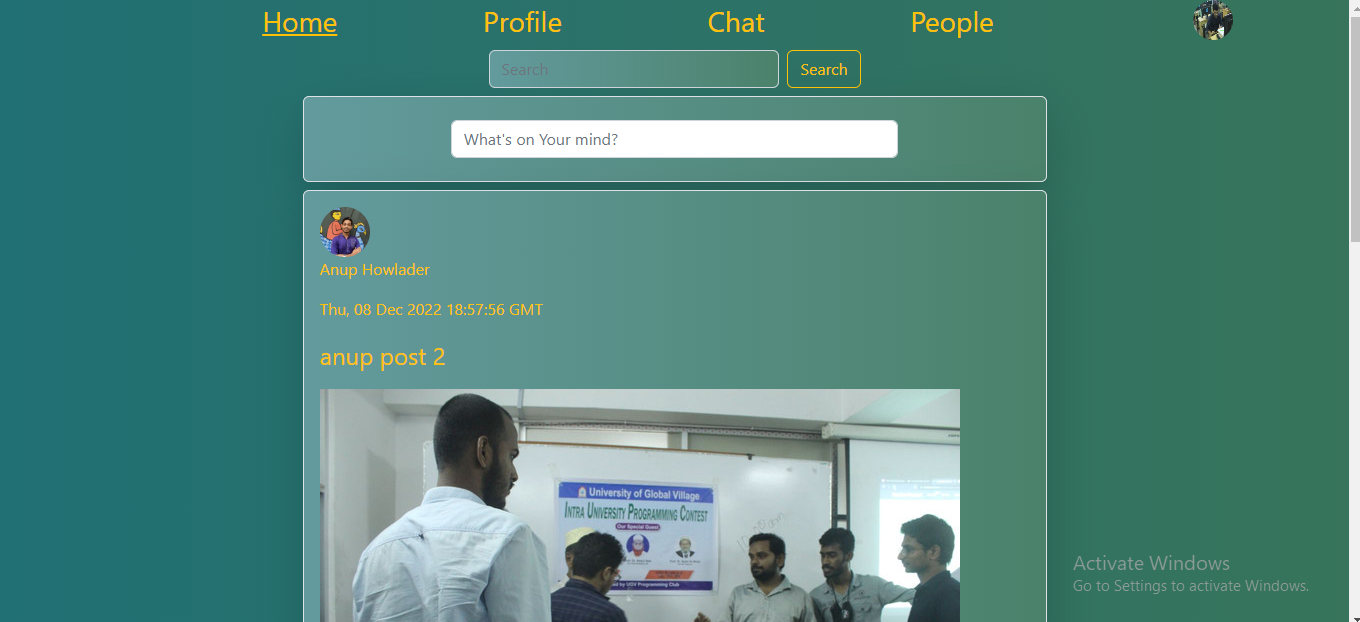 Home Profile Chat People
Search Search
What's on Your mind?
Anup Howlader
Thu, 08 Dec 2022 18:57:56 GMT
anup post 2
University of Global Village
INTRA UNIVERSITY PROGRAMMING CONTEST
Our Special Guest
by UGV Programming Club
Activate Windows
Go to Settings to activate Windows.